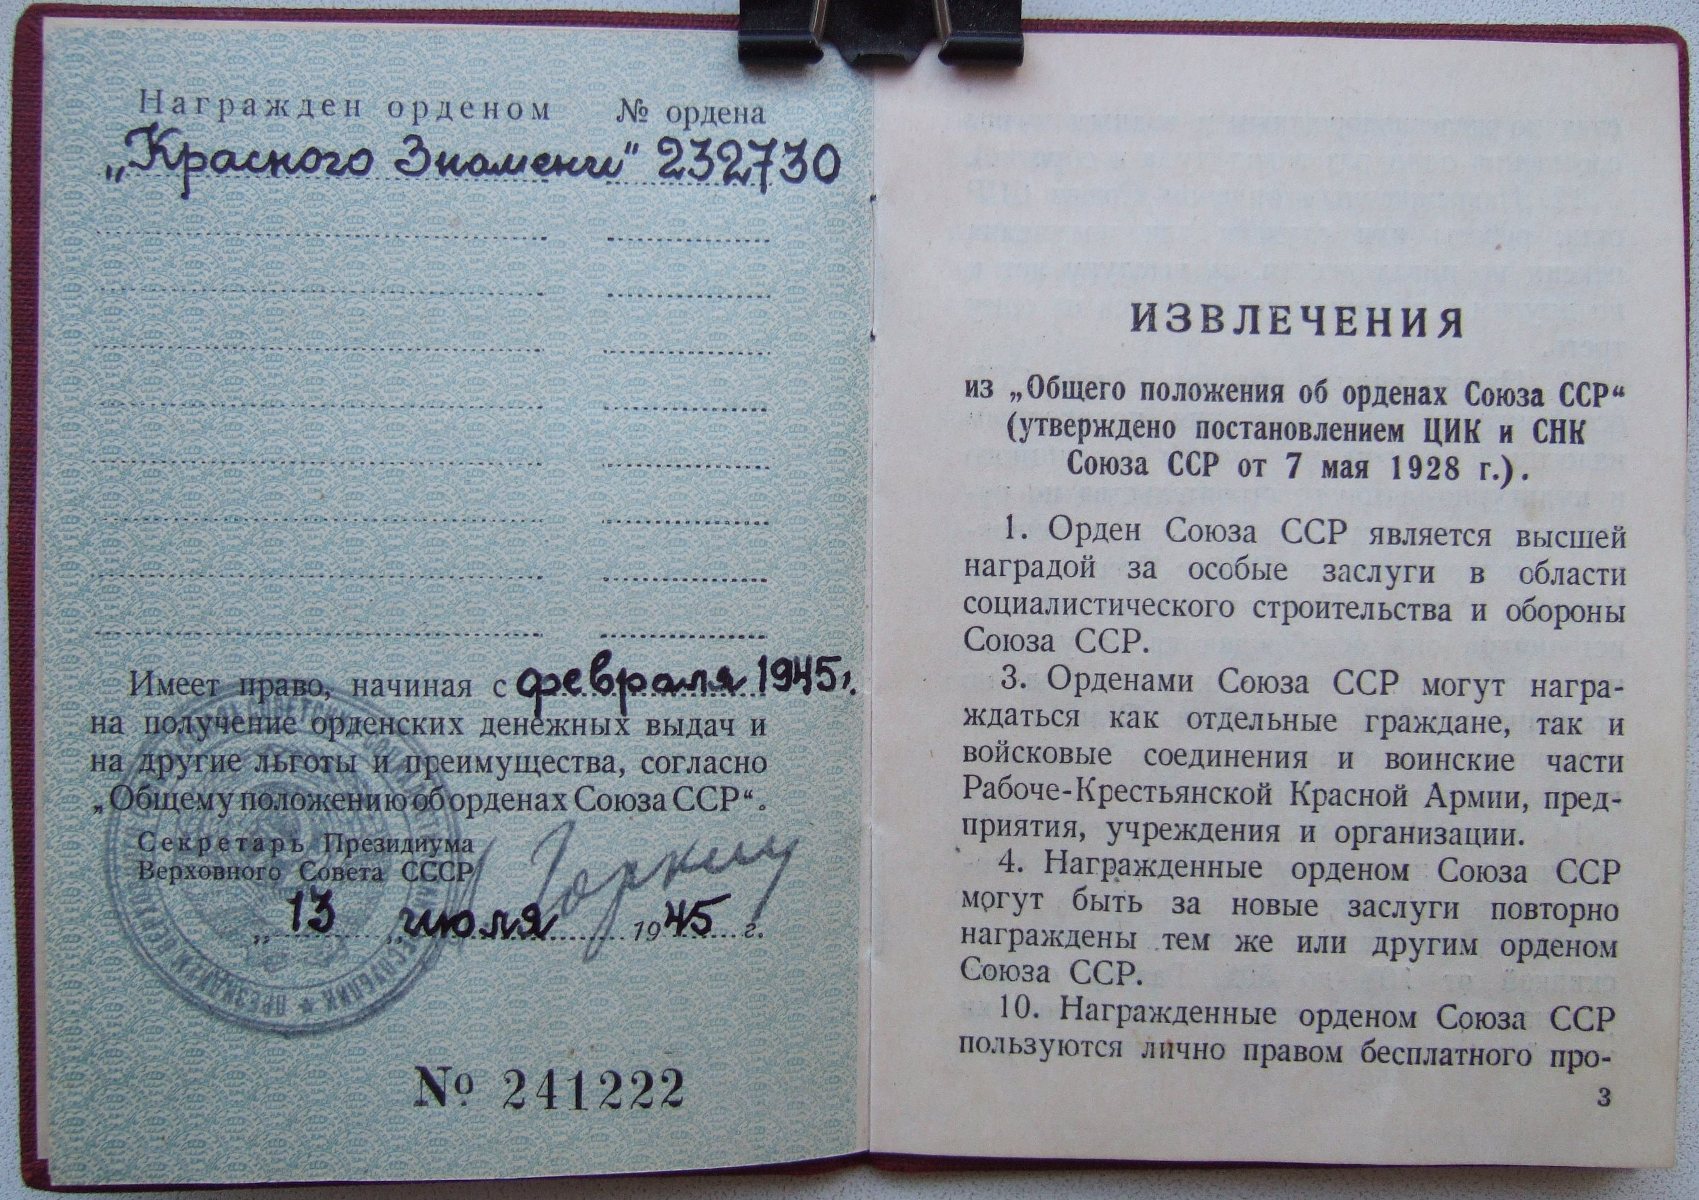 Награжден орденом № ордена
„Красного Знамени" 232730
Имеет право, начиная с февраля 1945 г.
на получение орденских денежных выдач и
на другие льготы и преимущества, согласно
„Общему положению об орденах Союза ССР“.
Секретарь Президиума
Верховного Совета СССР
Горкин
„13 „июля 1945 г.
№ 241222
ИЗВЛЕЧЕНИЯ
из „Общего положения об орденах Союза ССР“
(утверждено постановлением ЦИК и СНК
Союза ССР от 7 мая 1928 г.).
1. Орден Союза ССР является высшей
наградой за особые заслуги в области
социалистического строительства и обороны
Союза ССР.
3. Орденами Союза ССР могут награ-
ждаться как отдельные граждане, так и
войсковые соединения и воинские части
Рабоче-Крестьянской Красной Армии, пред-
приятия, учреждения и организации.
4. Награжденные орденом Союза ССР
могут быть за новые заслуги повторно
награждены тем же или другим орденом
Союза ССР.
10. Награжденные орденом Союза ССР
пользуются лично правом бесплатного про-
3